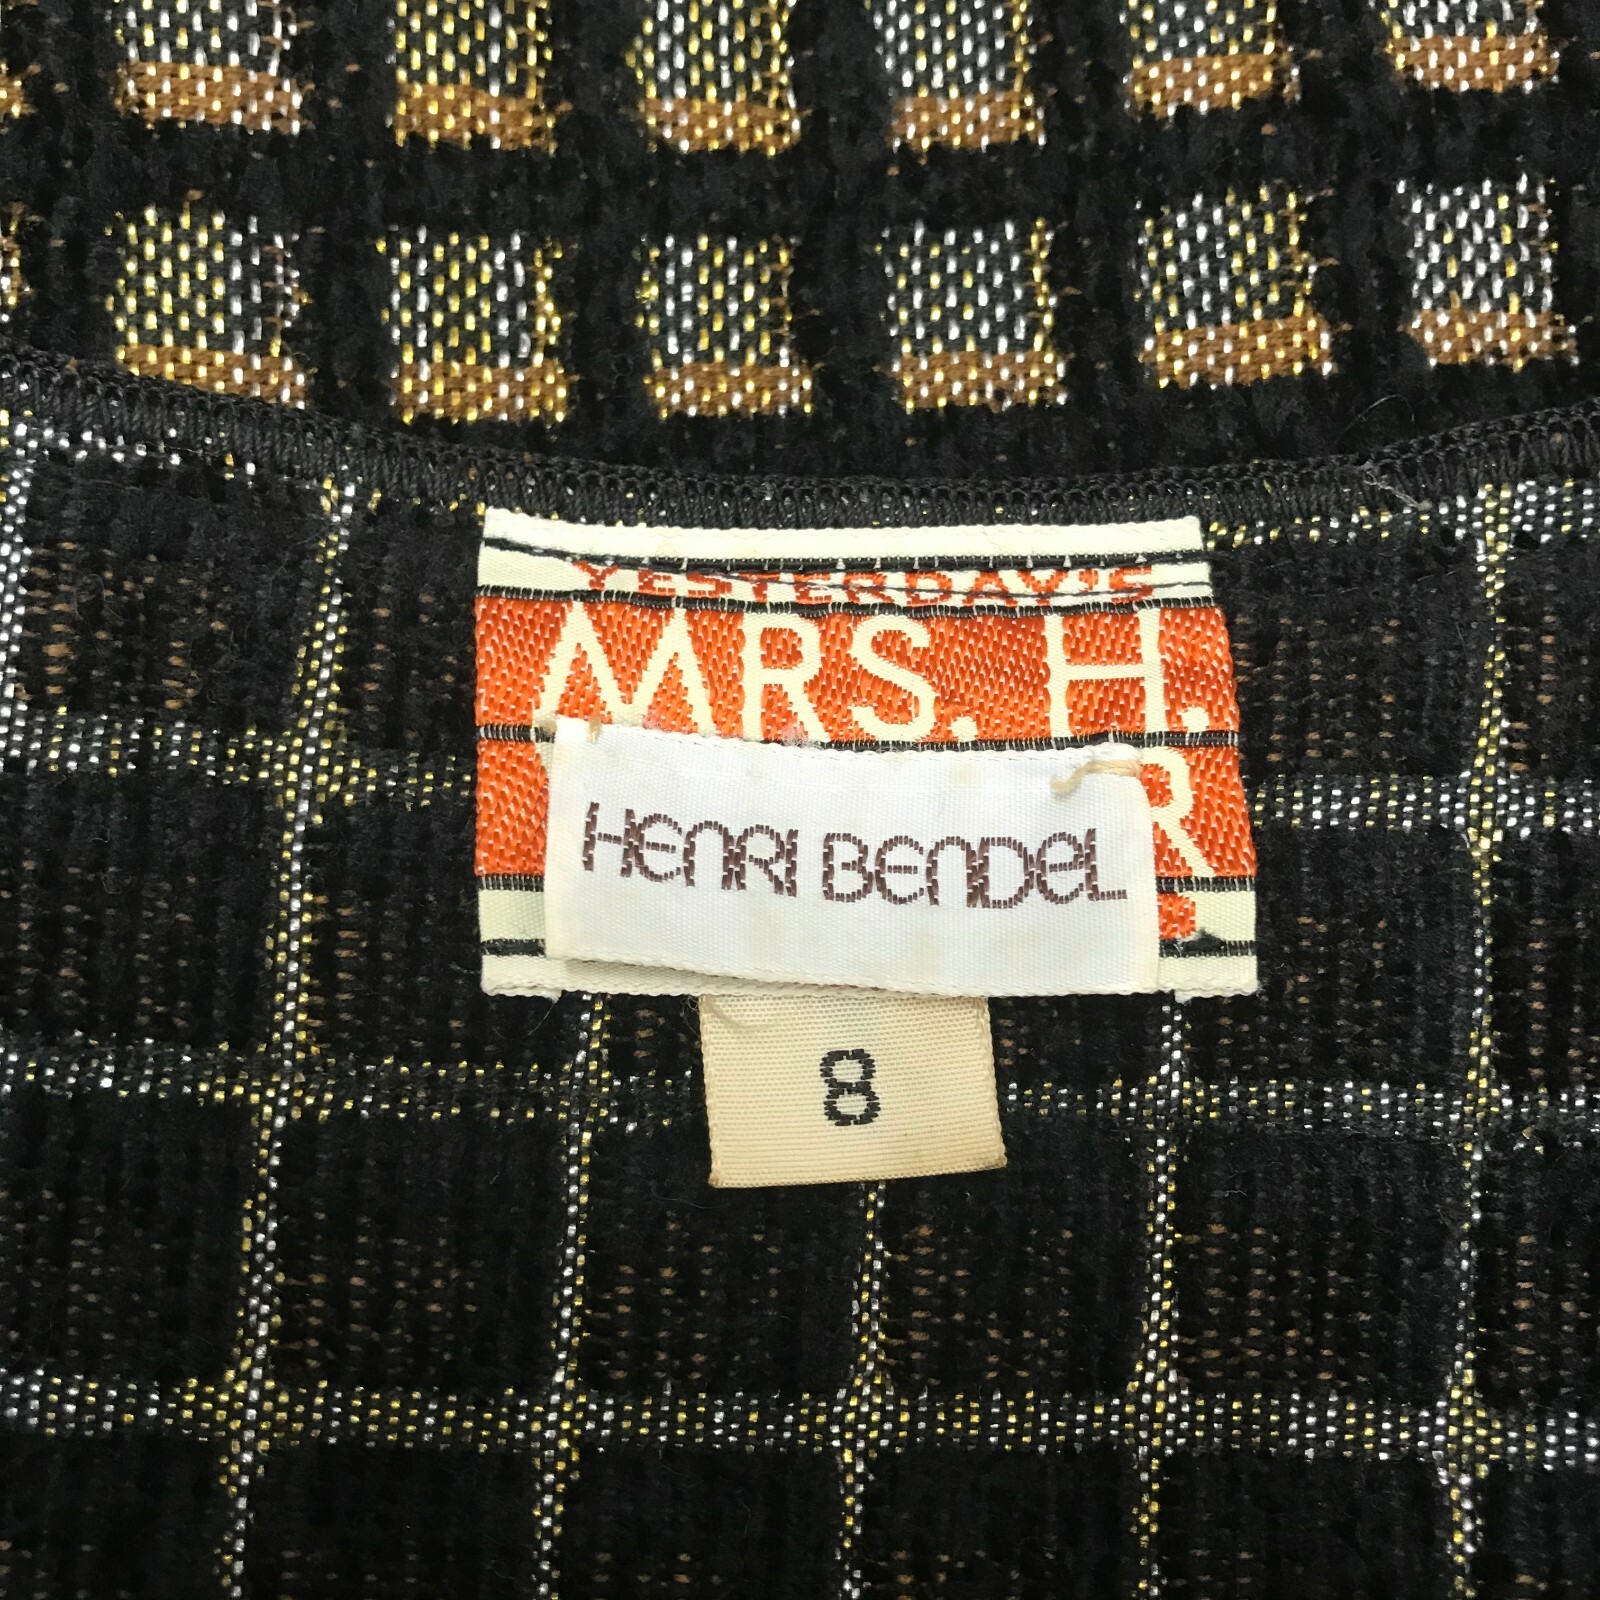 YESTERDAY'S
MRS. H.
R
HENRI BENDEL
8